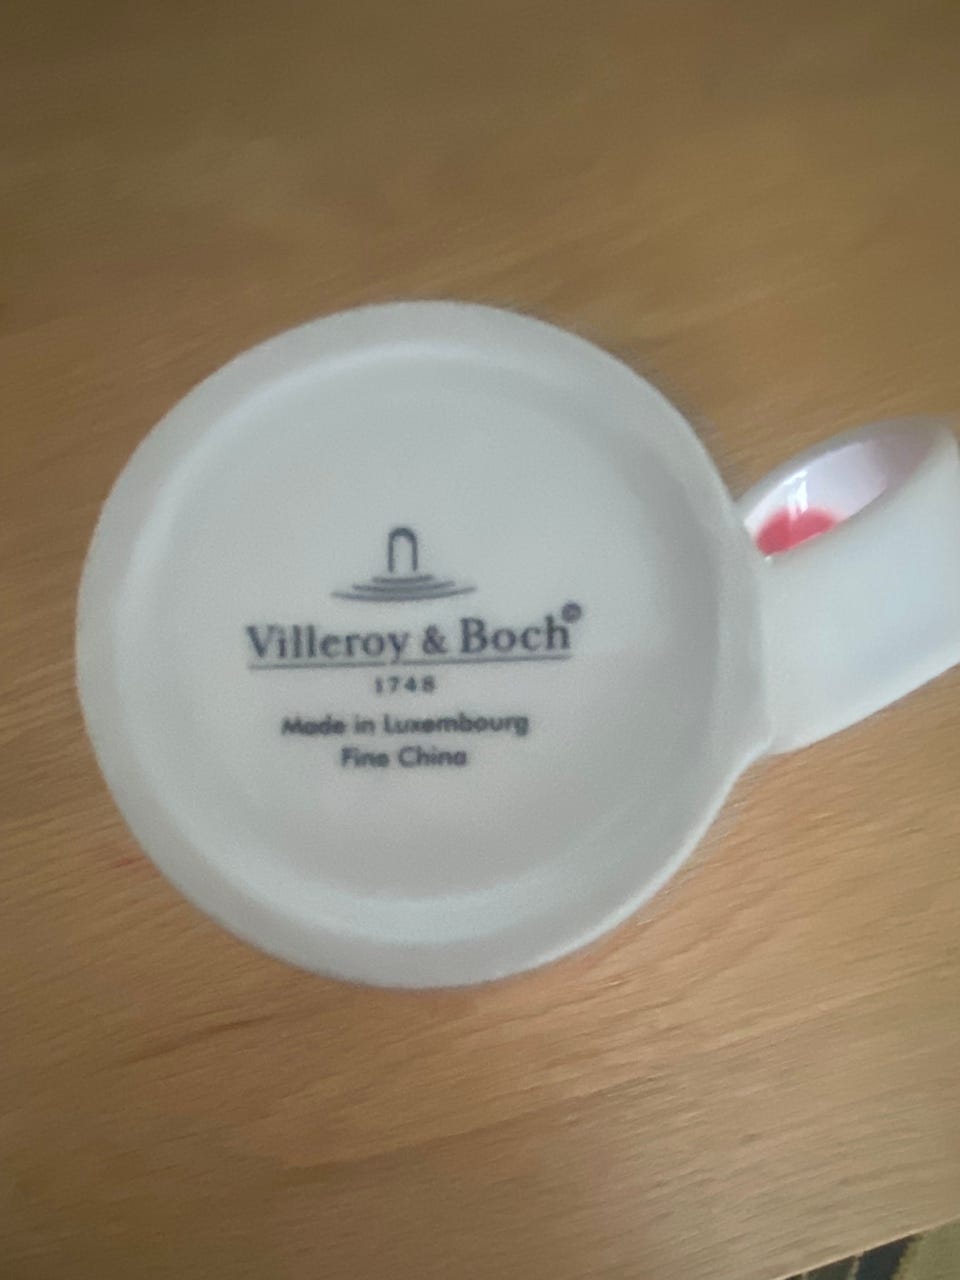 Villeroy & Boch©
1748
Made in Luxembourg
Fine China